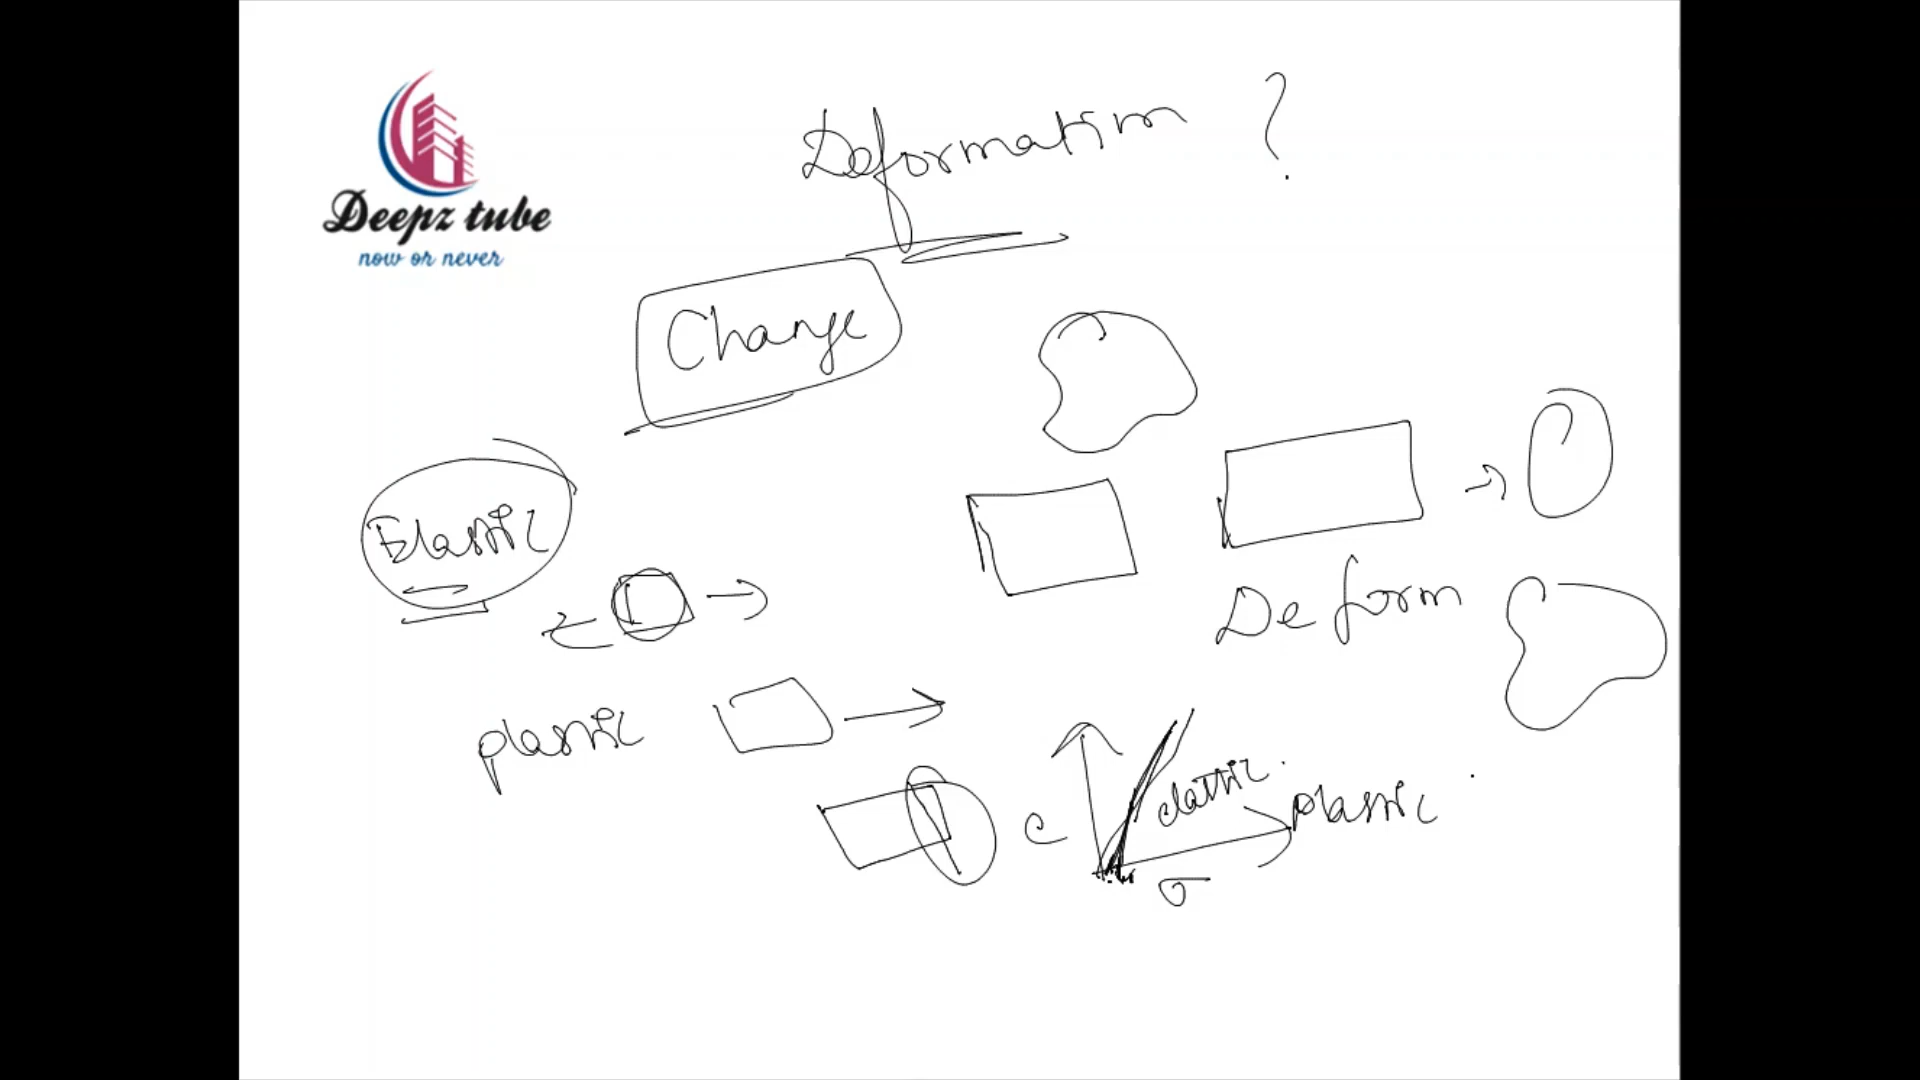 Deformation ?
Deepz tube
now or never
Change
Elastic
Deform
plastic
elastic
plastic
σ